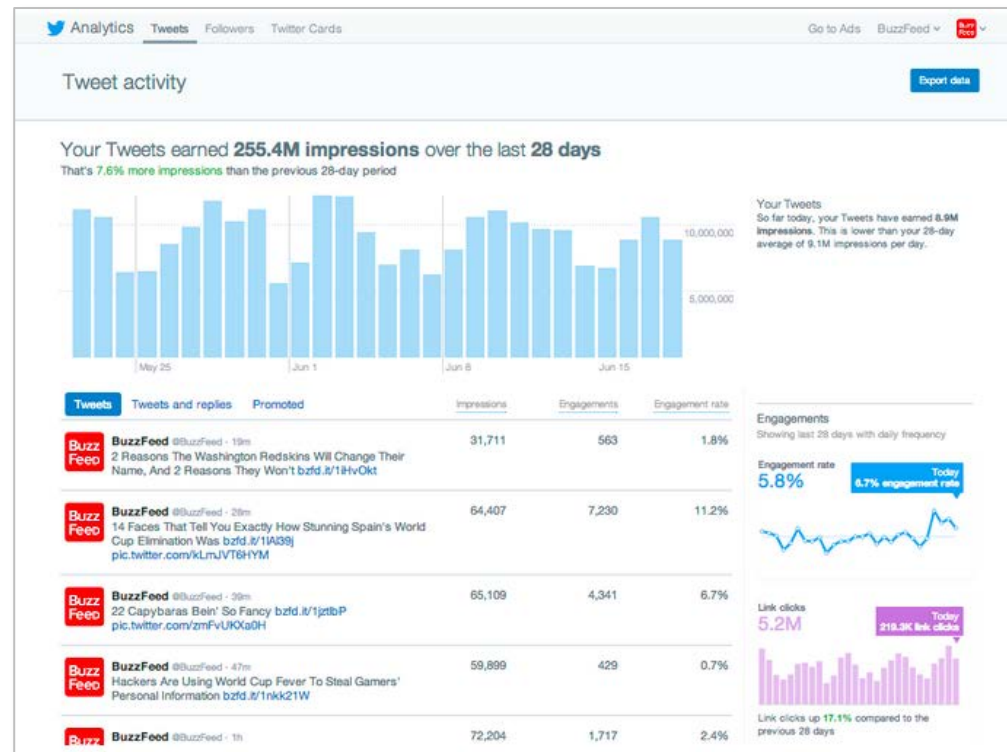 Analytics Tweets Followers Twitter Cards Go to Ads BuzzFeed
Buzz
Feed
Tweet activity Export data
Your Tweets earned 255.4M impressions over the last 28 days
That's 7.6% more impressions than the previous 28-day period
10,000,000
5,000,000
May 25 Jun 1 Jun 8 Jun 15
Your Tweets
So far today, your Tweets have earned 8.9M
impressions. This is lower than your 28-day
average of 9.1M impressions per day.
Tweets Tweets and replies Promoted Impressions Engagements Engagement rate
Buzz
Feed
BuzzFeed @BuzzFeed · 19m 31,711 563 1.8%
2 Reasons The Washington Redskins Will Change Their
Name, And 2 Reasons They Won't bzfd.it/1iHvOkt
Buzz
Feed
BuzzFeed @BuzzFeed · 28m 64,407 7,230 11.2%
14 Faces That Tell You Exactly How Stunning Spain's World
Cup Elimination Was bzfd.it/1lAl39j
pic.twitter.com/kLmJVT6HYM
Buzz
Feed
BuzzFeed @BuzzFeed · 39m 65,109 4,341 6.7%
22 Capybaras Bein' So Fancy bzfd.it/1jztlbP
pic.twitter.com/zmFvUKXa0H
Buzz
Feed
BuzzFeed @BuzzFeed · 47m 59,899 429 0.7%
Hackers Are Using World Cup Fever To Steal Gamers'
Personal Information bzfd.it/1nkk21W
Buzz
BuzzFeed @BuzzFeed · 1h 72,204 1,717 2.4%
Engagements
Showing last 28 days with daily frequency
Engagement rate
5.8%
Today
6.7% engagement rate
Link clicks
5.2M
Today
219.3K link clicks
Link clicks up 17.1% compared to the
previous 28 days